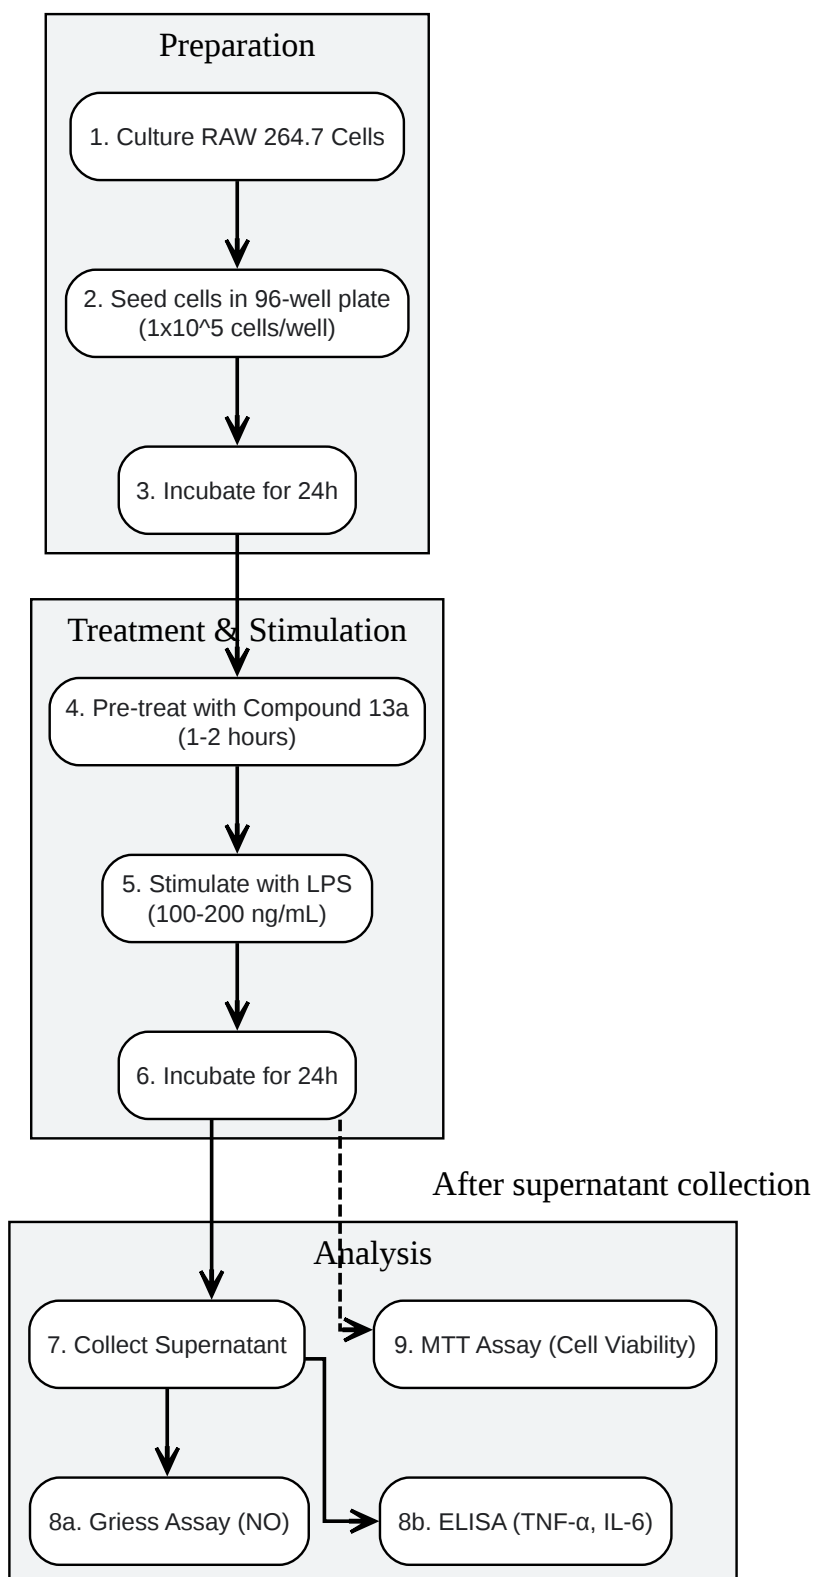 Preparation
1. Culture RAW 264.7 Cells
2. Seed cells in 96-well plate
(1x10^5 cells/well)
3. Incubate for 24h
Treatment & Stimulation
4. Pre-treat with Compound 13a
(1-2 hours)
5. Stimulate with LPS
(100-200 ng/mL)
6. Incubate for 24h
After supernatant collection
Analysis
7. Collect Supernatant
9. MTT Assay (Cell Viability)
8a. Griess Assay (NO)
8b. ELISA (TNF-α, IL-6)